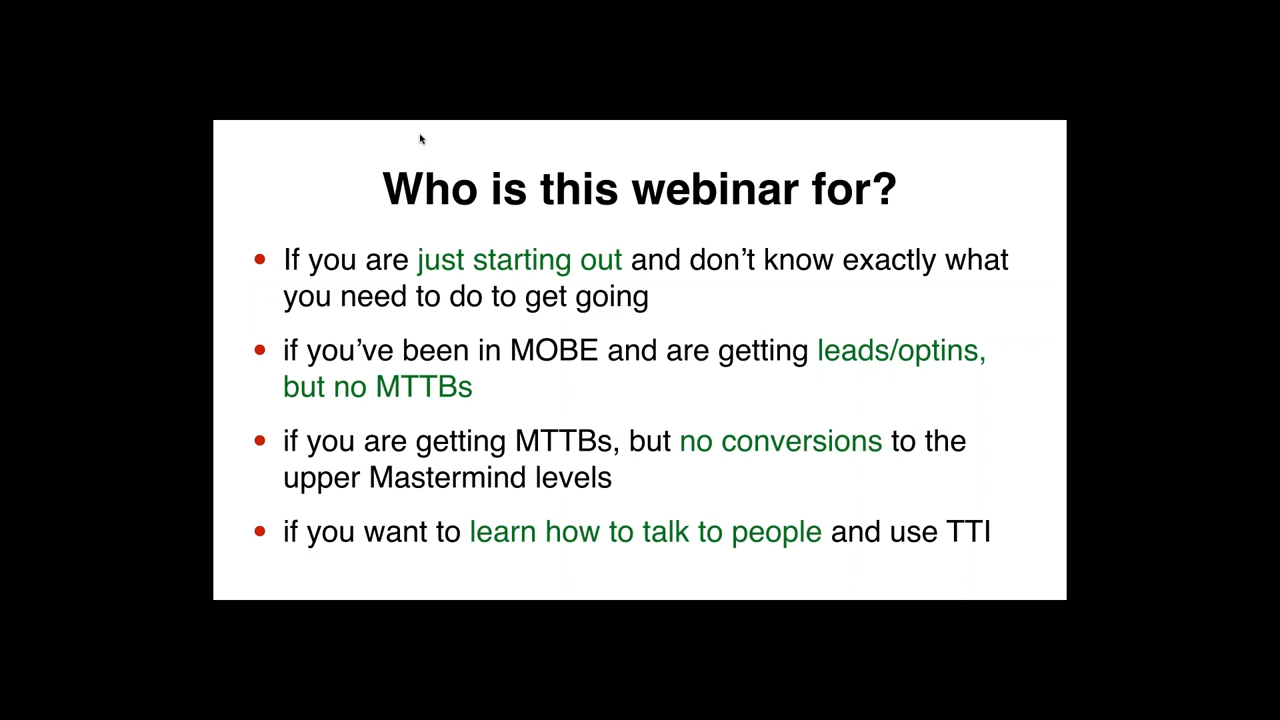 Who is this webinar for?
• If you are just starting out and don’t know exactly what
you need to do to get going
• if you’ve been in MOBE and are getting leads/optins,
but no MTTBs
• if you are getting MTTBs, but no conversions to the
upper Mastermind levels
• if you want to learn how to talk to people and use TTI